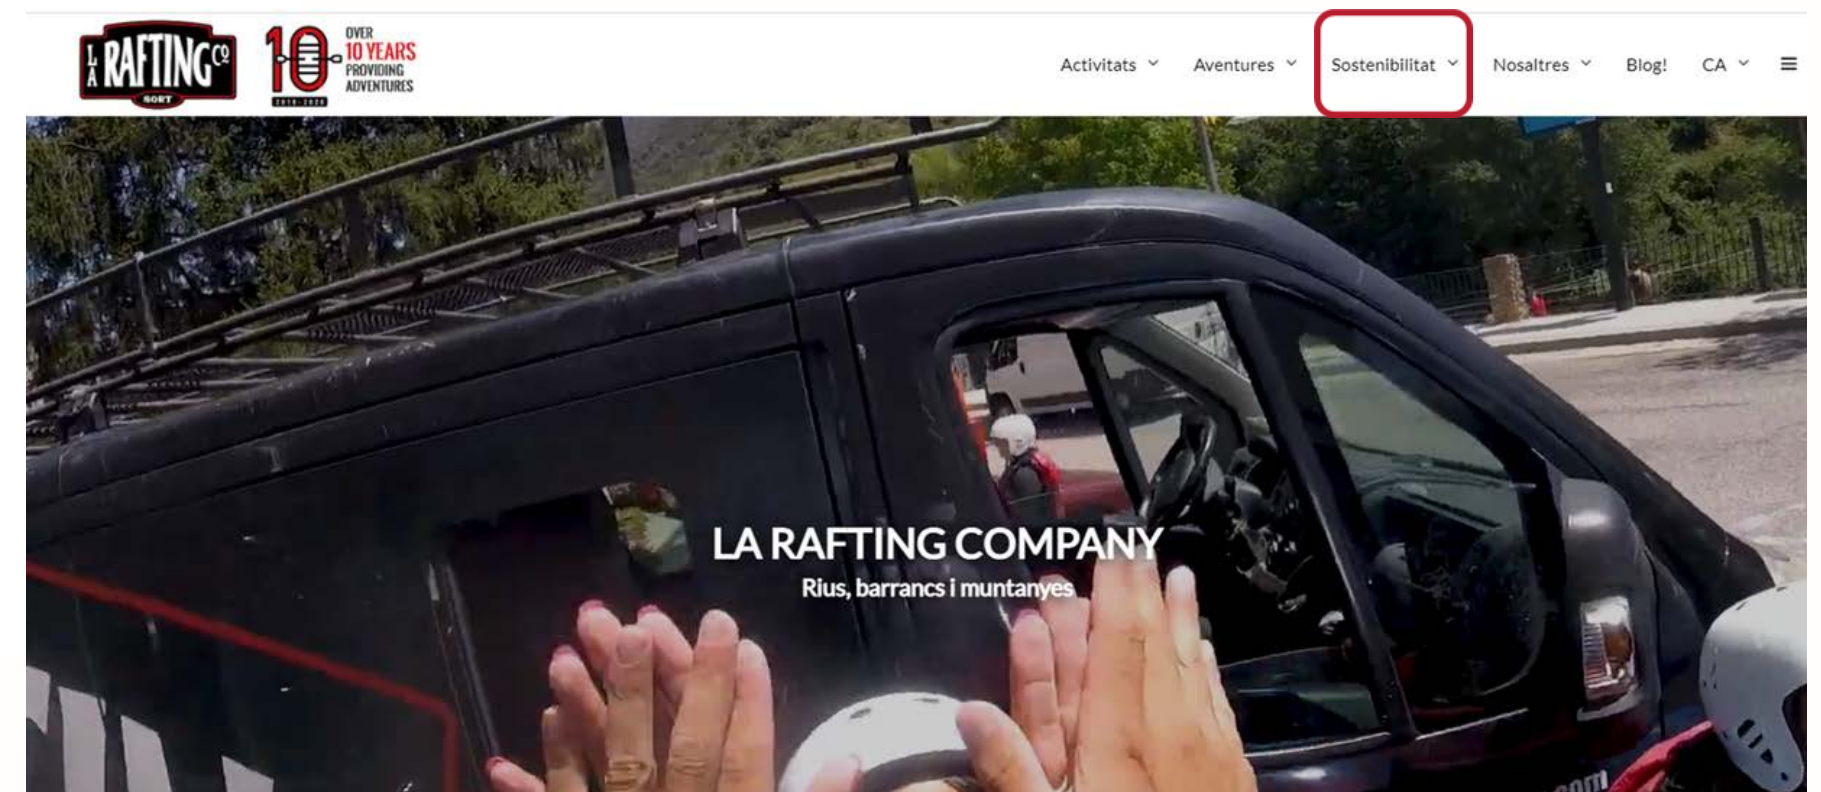 LA RAFTING Cº
SORT
10
OVER
10 YEARS
PROVIDING
ADVENTURES
Activitats
Aventures
Sostenibilitat
Nosaltres
Blog!
CA
LA RAFTING COMPANY
Rius, barrancs i muntanyes
.com